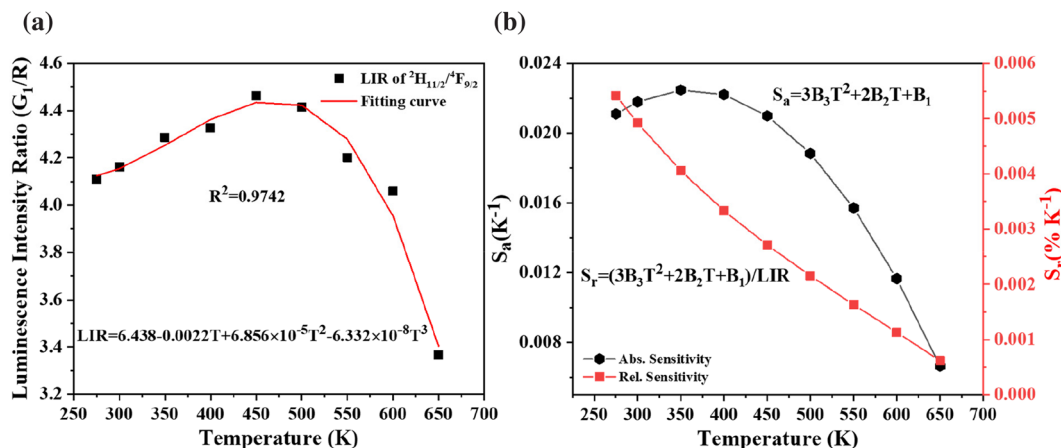 (a)
4.6
4.4
4.2
4.0
3.8
3.6
3.4
3.2
Luminescence Intensity Ratio (G₁/R)
LIR of ²H₁₁/₂/⁴F₉/₂
Fitting curve
R²=0.9742
LIR=6.438-0.0022T+6.856×10⁻⁵T²-6.332×10⁻⁸T³
250 300 350 400 450 500 550 600 650 700
Temperature (K)
(b)
0.024
0.020
0.016
0.012
0.008
Sₐ(K⁻¹)
Sₐ=3B₃T²+2B₂T+B₁
Sᵣ=(3B₃T²+2B₂T+B₁)/LIR
Abs. Sensitivity
Rel. Sensitivity
250 300 350 400 450 500 550 600 650 700
Temperature (K)
0.006
0.005
0.004
0.003
0.002
0.001
0.000
Sᵣ(% K⁻¹)